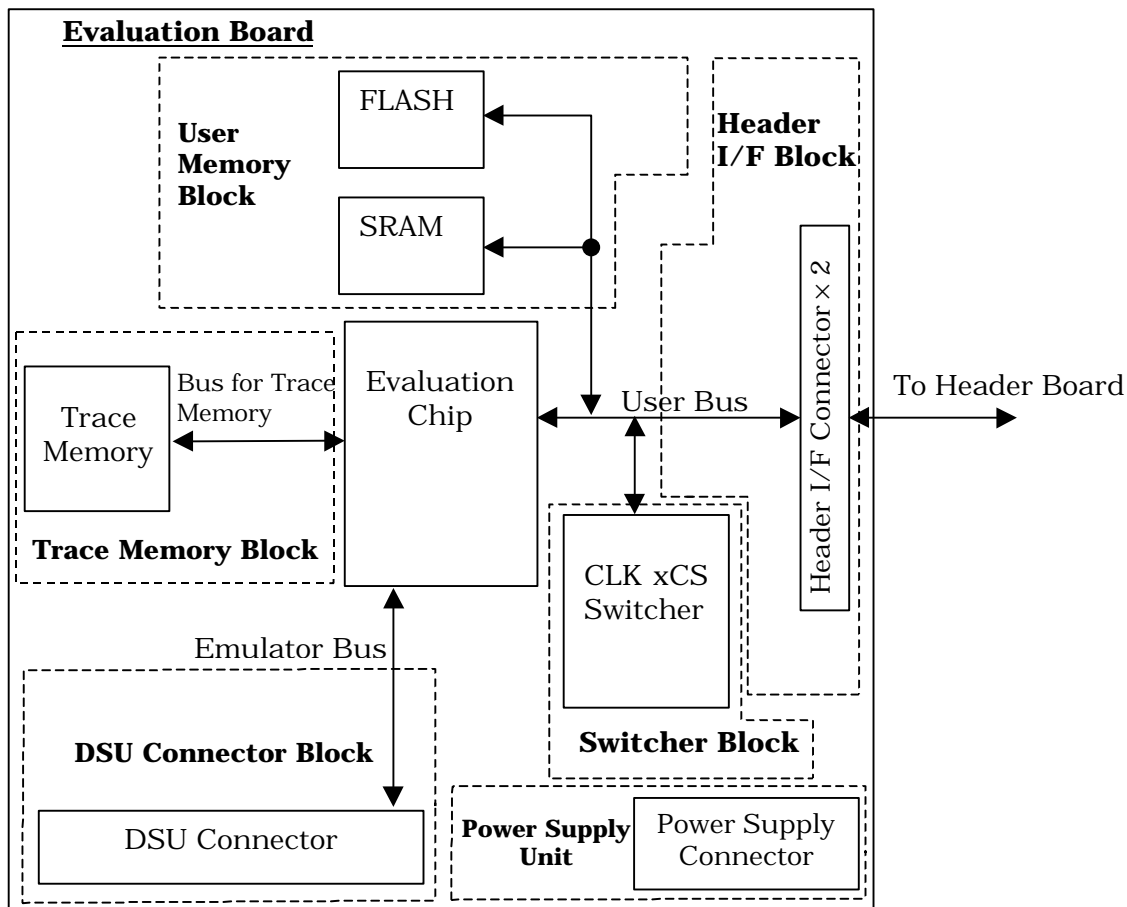 Evaluation Board
FLASH
User
Memory
Block
SRAM
Header
I/F Block
Header I/F Connector × 2
To Header Board
Evaluation
Chip
User Bus
Bus for Trace
Memory
Trace
Memory
Trace Memory Block
CLK xCS
Switcher
Switcher Block
Emulator Bus
DSU Connector Block
DSU Connector
Power Supply
Unit
Power Supply
Connector